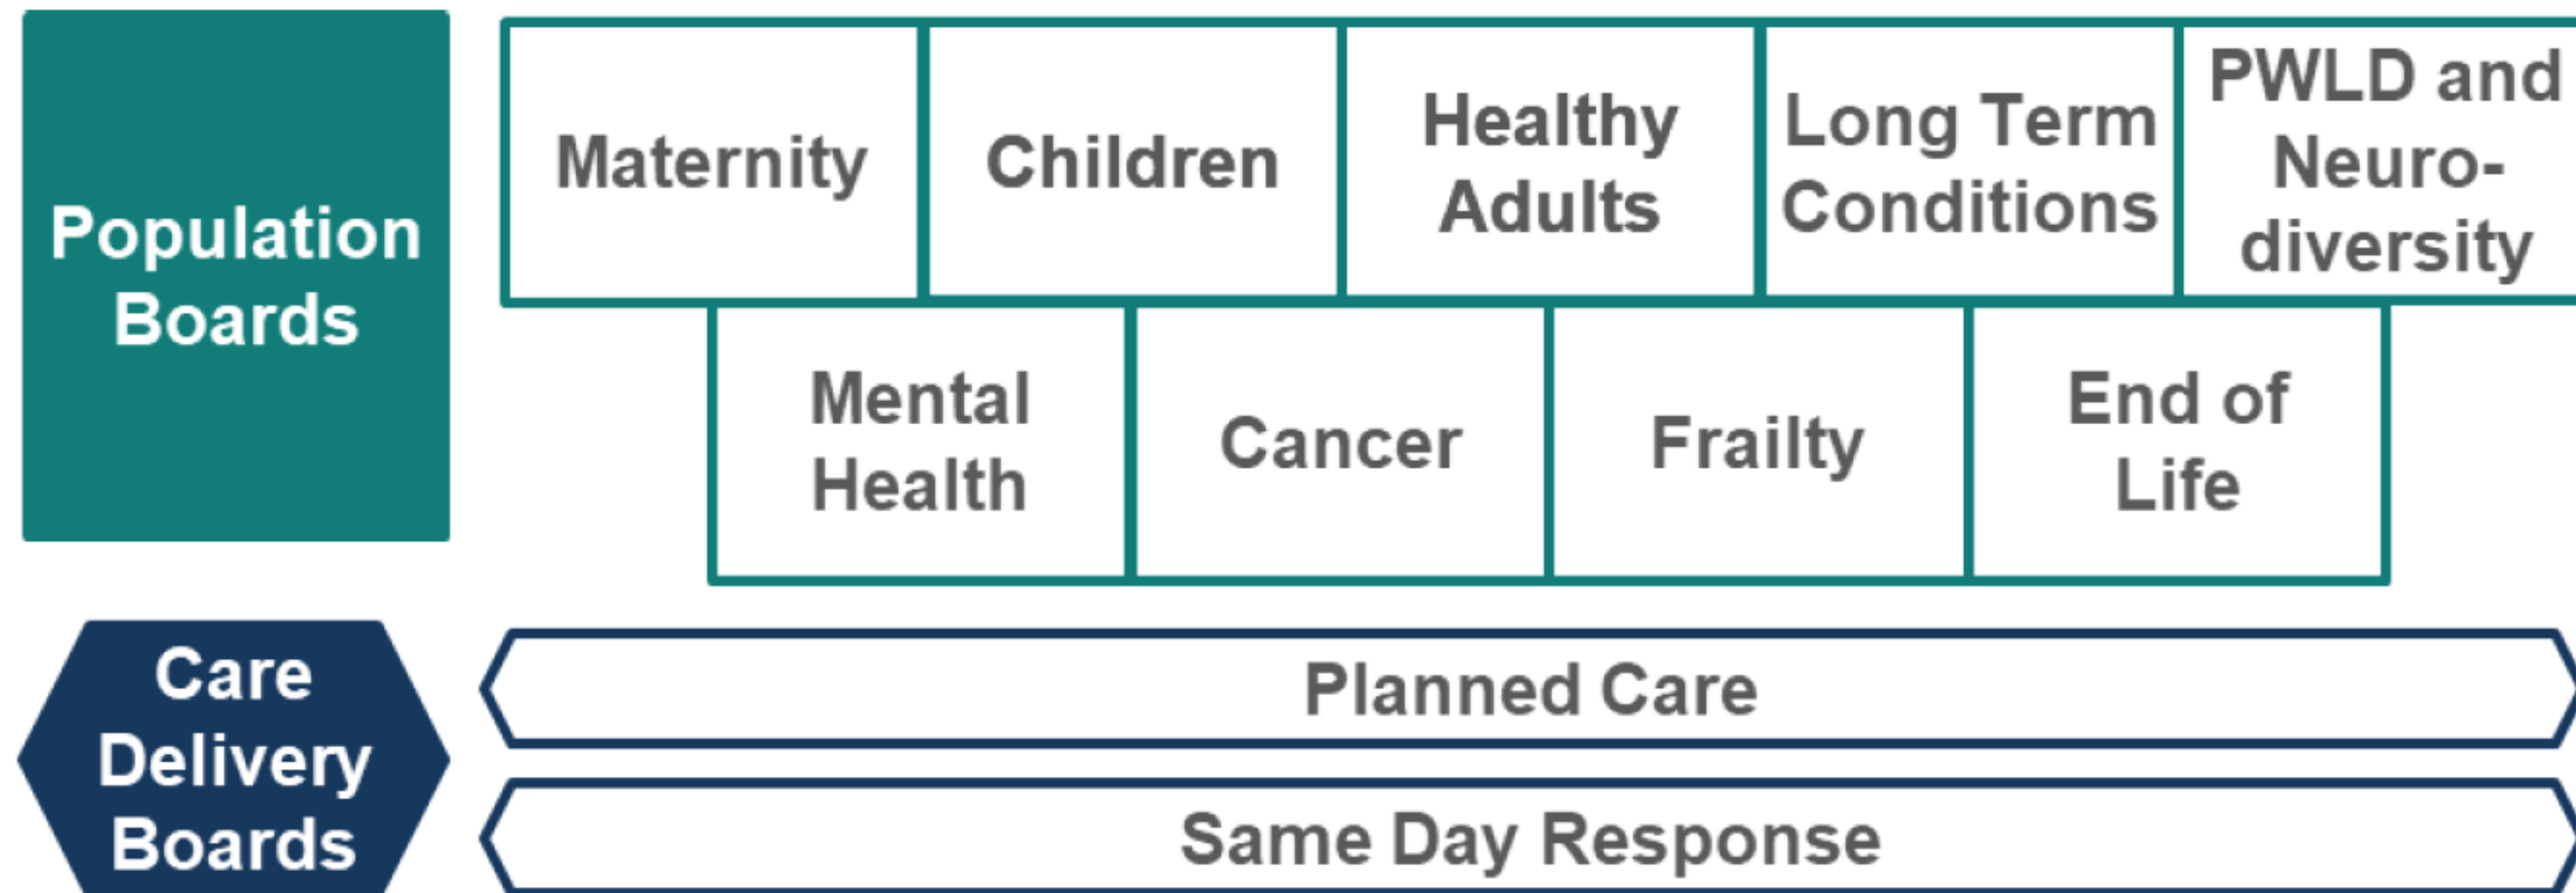 Population
Boards
Maternity
Children
Healthy
Adults
Long Term
Conditions
PWLD and
Neuro-
diversity
Mental
Health
Cancer
Frailty
End of
Life
Care
Delivery
Boards
Planned Care
Same Day Response